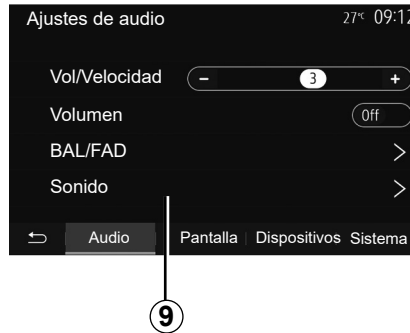 Ajustes de audio 27°C 09:12
Vol/Velocidad - 3 +
Volumen Off
BAL/FAD >
Sonido >
Audio Pantalla Dispositivos Sistema
9